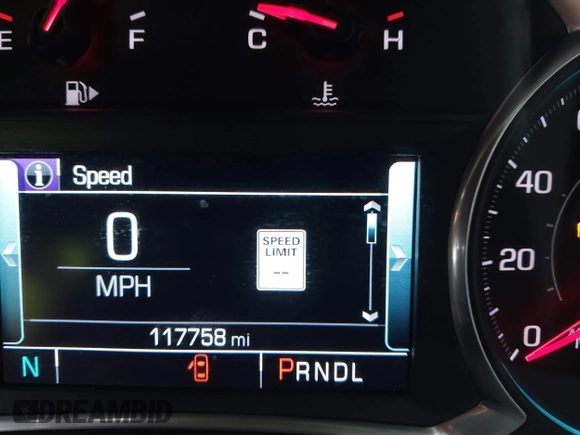 E F C H
Speed
0
MPH
SPEED
LIMIT
--
117758 mi
N PRNDL
40
20
0
DREAMBID